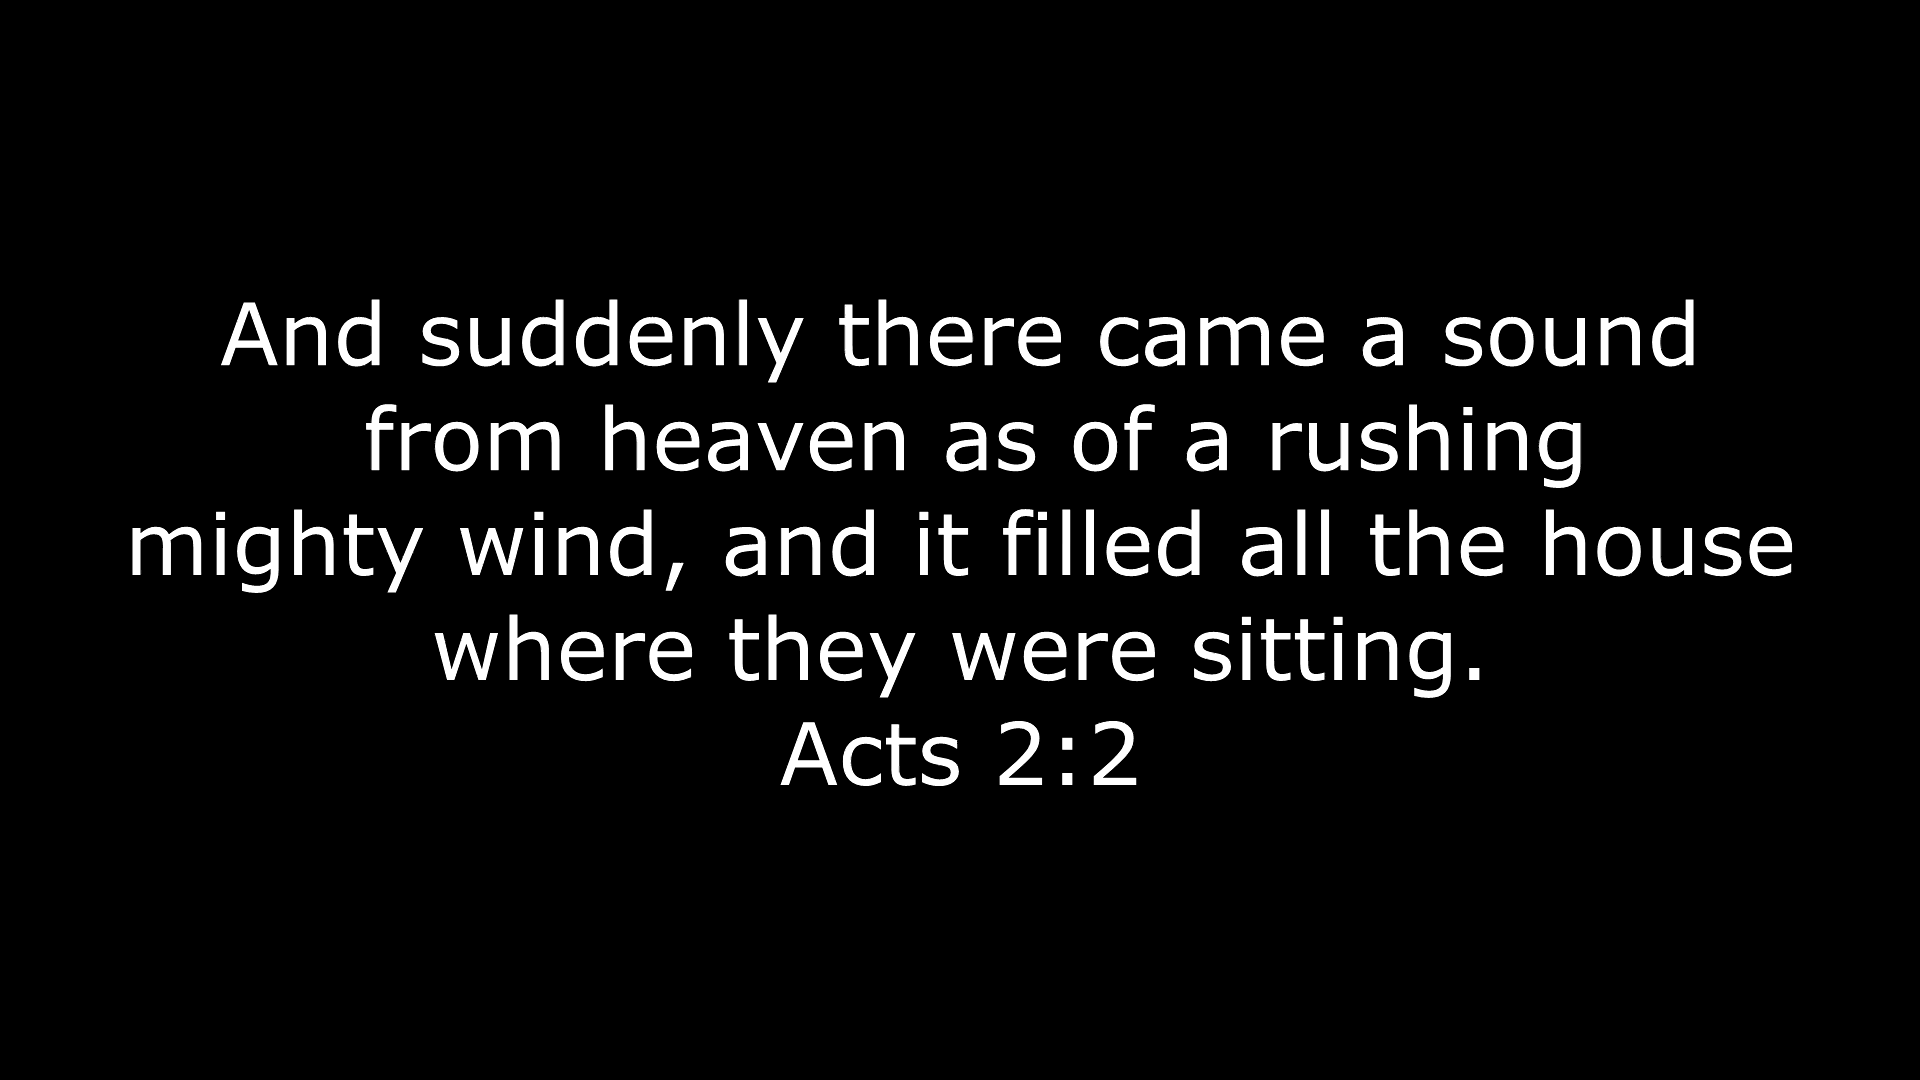 And suddenly there came a sound
from heaven as of a rushing
mighty wind, and it filled all the house
where they were sitting.
Acts 2:2